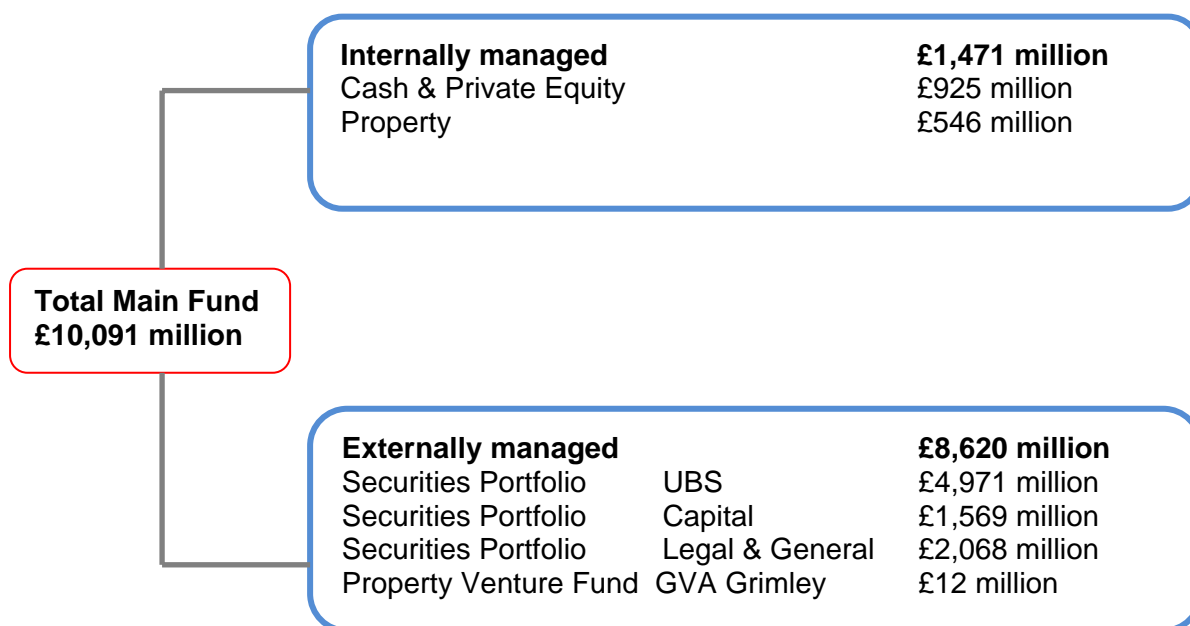 Internally managed £1,471 million
Cash & Private Equity £925 million
Property £546 million
Total Main Fund
£10,091 million
Externally managed £8,620 million
Securities Portfolio UBS £4,971 million
Securities Portfolio Capital £1,569 million
Securities Portfolio Legal & General £2,068 million
Property Venture Fund GVA Grimley £12 million